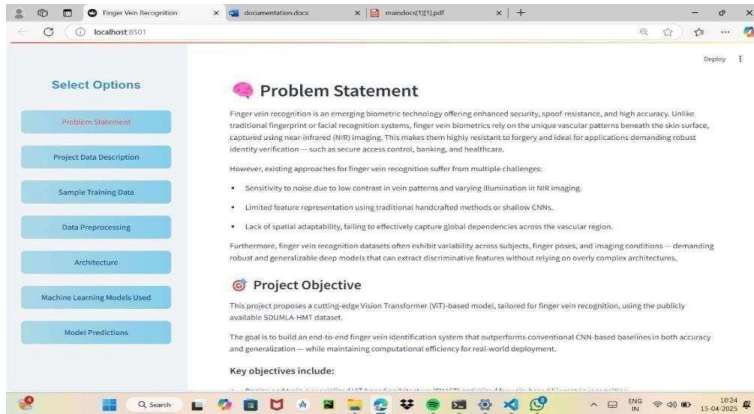 Finger Vein Recognition
documentation.docx
maindocs[1][1].pdf
localhost:8501
Deploy
Select Options
Problem Statement
Project Data Description
Sample Training Data
Data Preprocessing
Architecture
Machine Learning Models Used
Model Predictions
Problem Statement
Finger vein recognition is an emerging biometric technology offering enhanced security, spoof-resistance, and high accuracy. Unlike
traditional fingerprint or facial recognition systems, finger vein biometrics rely on the unique vascular patterns beneath the skin surface,
captured using near-infrared (NIR) imaging. This makes them highly resistant to forgery and ideal for applications demanding robust
identity verification — such as secure access control, banking, and healthcare.
However, existing approaches for finger vein recognition suffer from multiple challenges:
• Sensitivity to noise due to low contrast in vein patterns and varying illumination in NIR imaging.
• Limited feature representation using traditional handcrafted methods or shallow CNNs.
• Lack of spatial adaptability, failing to effectively capture global dependencies across the vascular region.
Furthermore, finger vein recognition datasets often exhibit variability across subjects, finger poses, and imaging conditions — demanding
robust and generalizable deep models that can extract discriminative features without relying on overly complex architectures.
Project Objective
This project proposes a cutting-edge Vision Transformer (ViT)-based model, tailored for finger vein recognition, using the publicly
available SDUMLA-HMT dataset.
The goal is to build an end-to-end finger vein identification system that outperforms conventional CNN-based baselines in both accuracy
and generalization — while maintaining computational efficiency for real-world deployment.
Key objectives include:
Search
ENG
IN
10:24
15-04-2025